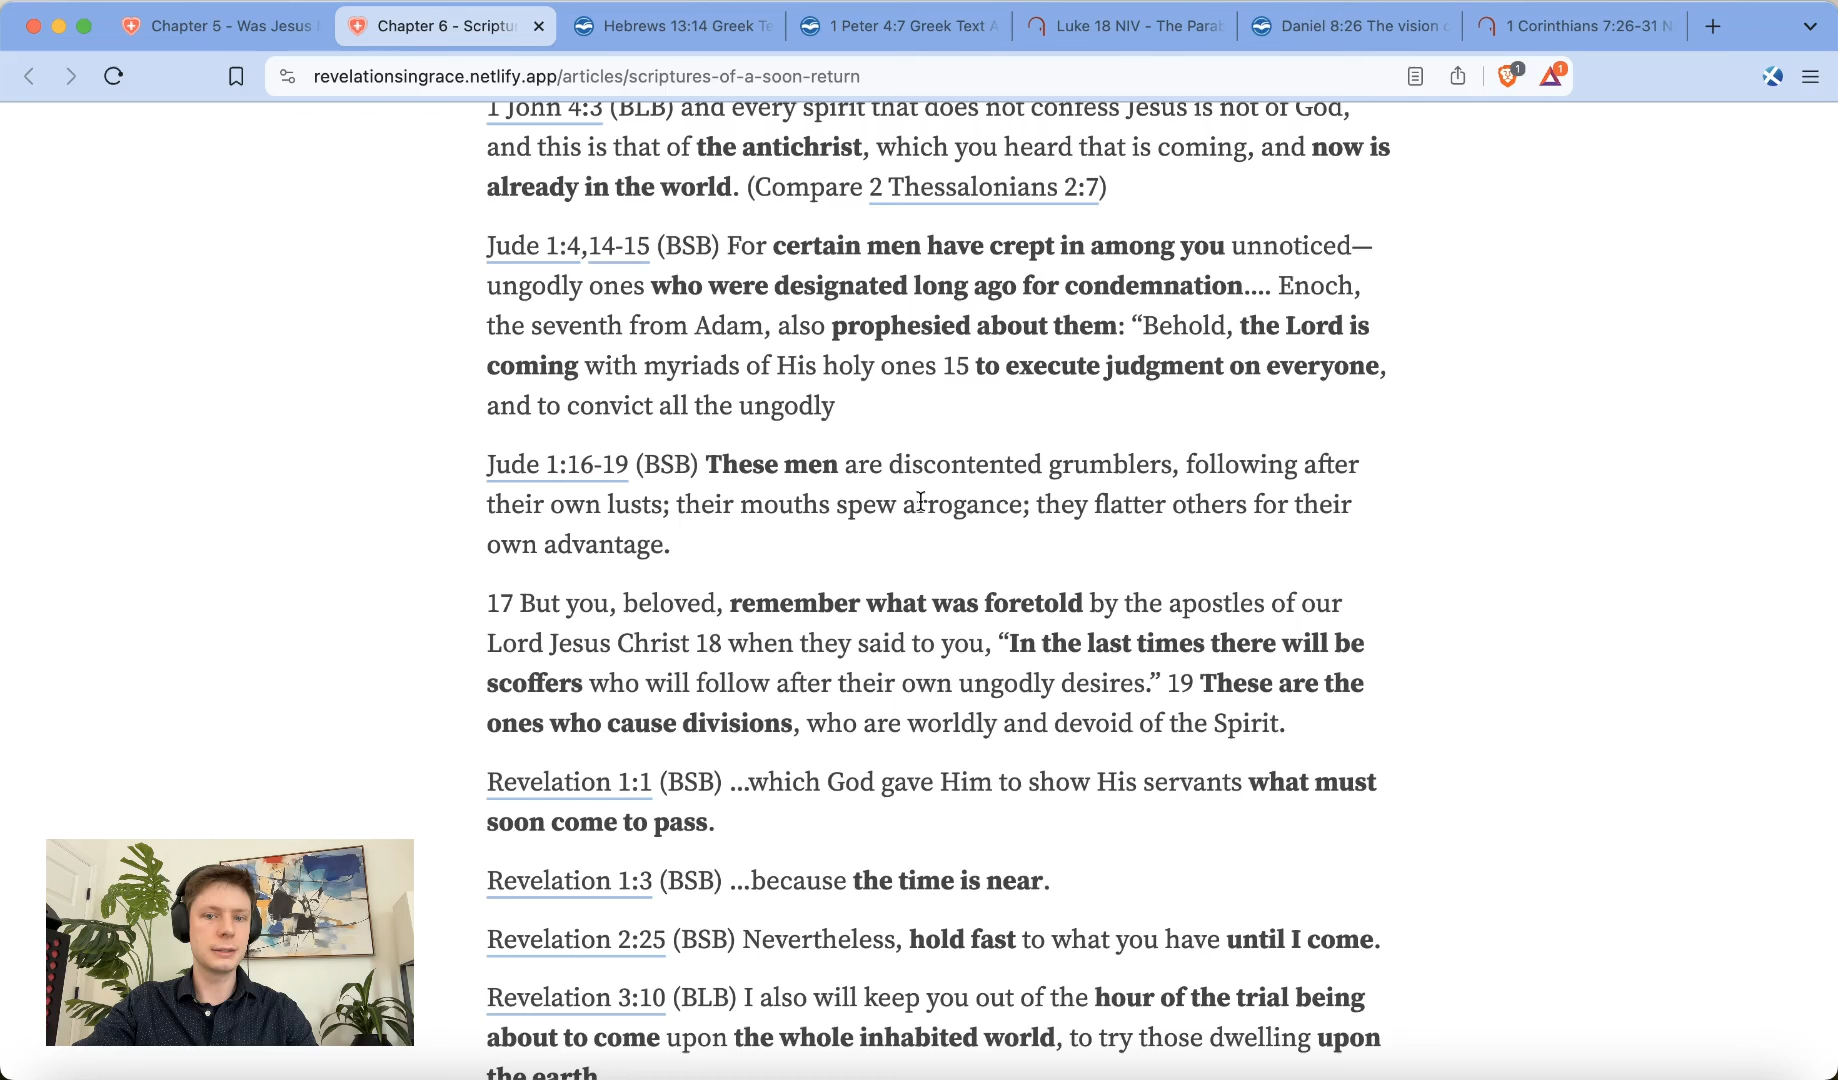 Chapter 5 - Was Jesus
Chapter 6 - Scriptur
Hebrews 13:14 Greek Te
1 Peter 4:7 Greek Text A
Luke 18 NIV - The Parab
Daniel 8:26 The vision
1 Corinthians 7:26-31 N
revelationsingrace.netlify.app/articles/scriptures-of-a-soon-return
1
1
1 John 4:3 (BLB) and every spirit that does not confess Jesus is not of God,
and this is that of the antichrist, which you heard that is coming, and now is
already in the world. (Compare 2 Thessalonians 2:7)
Jude 1:4,14-15 (BSB) For certain men have crept in among you unnoticed—
ungodly ones who were designated long ago for condemnation.... Enoch,
the seventh from Adam, also prophesied about them: “Behold, the Lord is
coming with myriads of His holy ones 15 to execute judgment on everyone,
and to convict all the ungodly
Jude 1:16-19 (BSB) These men are discontented grumblers, following after
their own lusts; their mouths spew arrogance; they flatter others for their
own advantage.
17 But you, beloved, remember what was foretold by the apostles of our
Lord Jesus Christ 18 when they said to you, “In the last times there will be
scoffers who will follow after their own ungodly desires.” 19 These are the
ones who cause divisions, who are worldly and devoid of the Spirit.
Revelation 1:1 (BSB) ...which God gave Him to show His servants what must
soon come to pass.
Revelation 1:3 (BSB) ...because the time is near.
Revelation 2:25 (BSB) Nevertheless, hold fast to what you have until I come.
Revelation 3:10 (BLB) I also will keep you out of the hour of the trial being
about to come upon the whole inhabited world, to try those dwelling upon
the earth